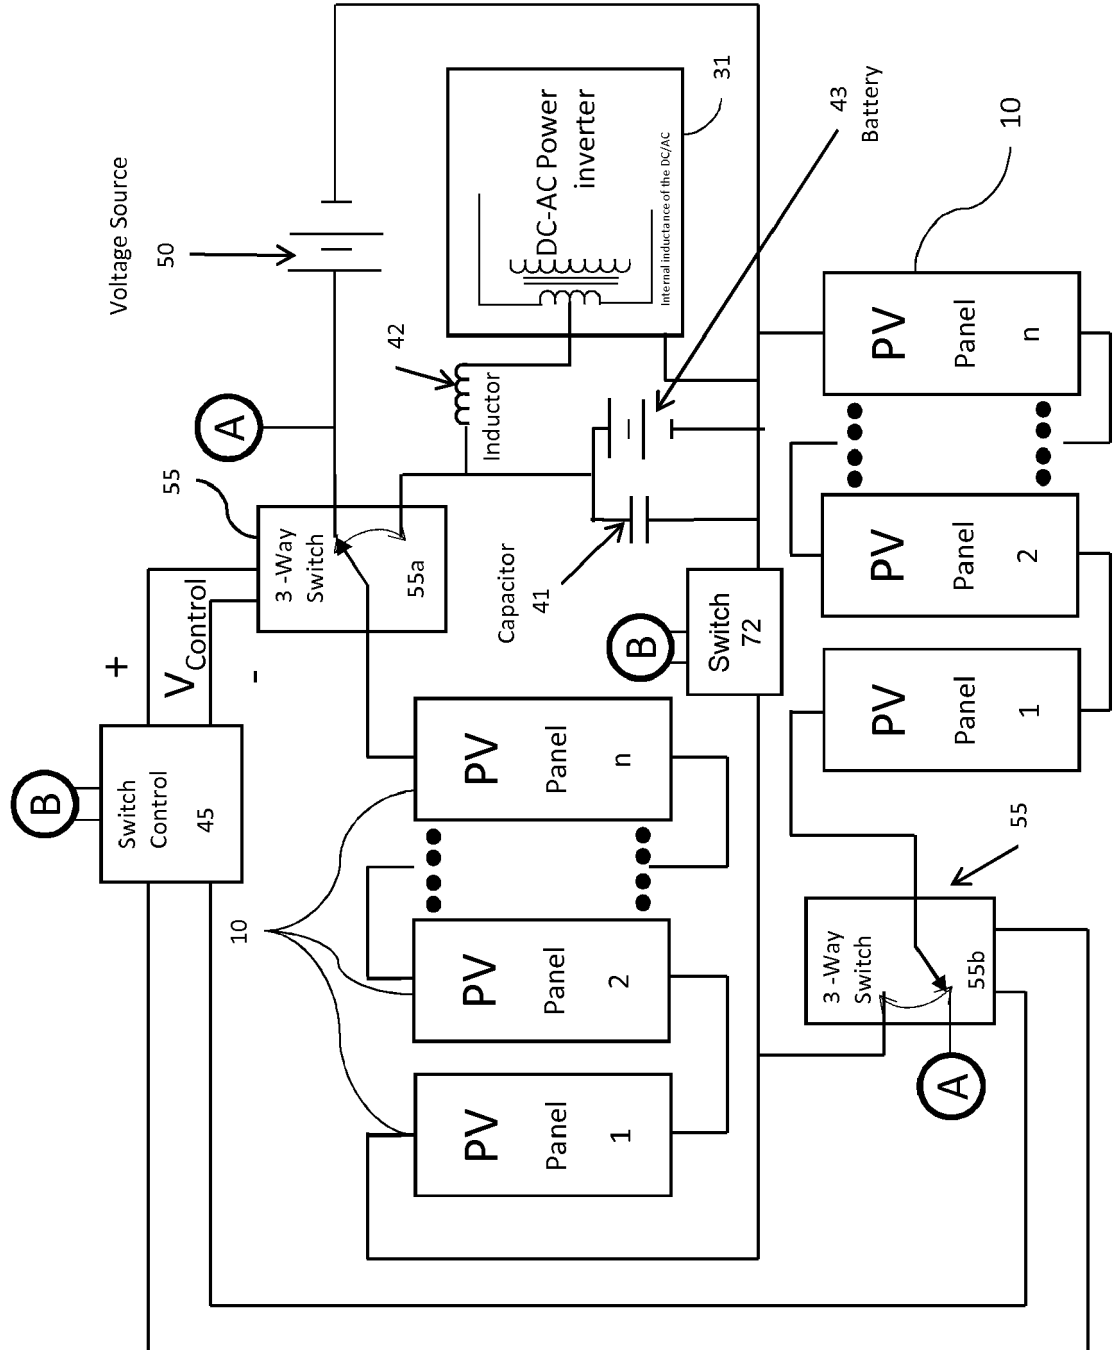 Voltage Source
50
A
55
3 -Way
Switch
55a
+
V Control
-
B
Switch
Control
45
DC-AC Power
inverter
Internal inductance of the DC/AC
31
42
Inductor
43
Battery
Capacitor
41
B
Switch
72
10
PV
Panel
1
PV
Panel
2
PV
Panel
n
10
PV
Panel
n
PV
Panel
2
PV
Panel
1
55
3 -Way
Switch
55b
A